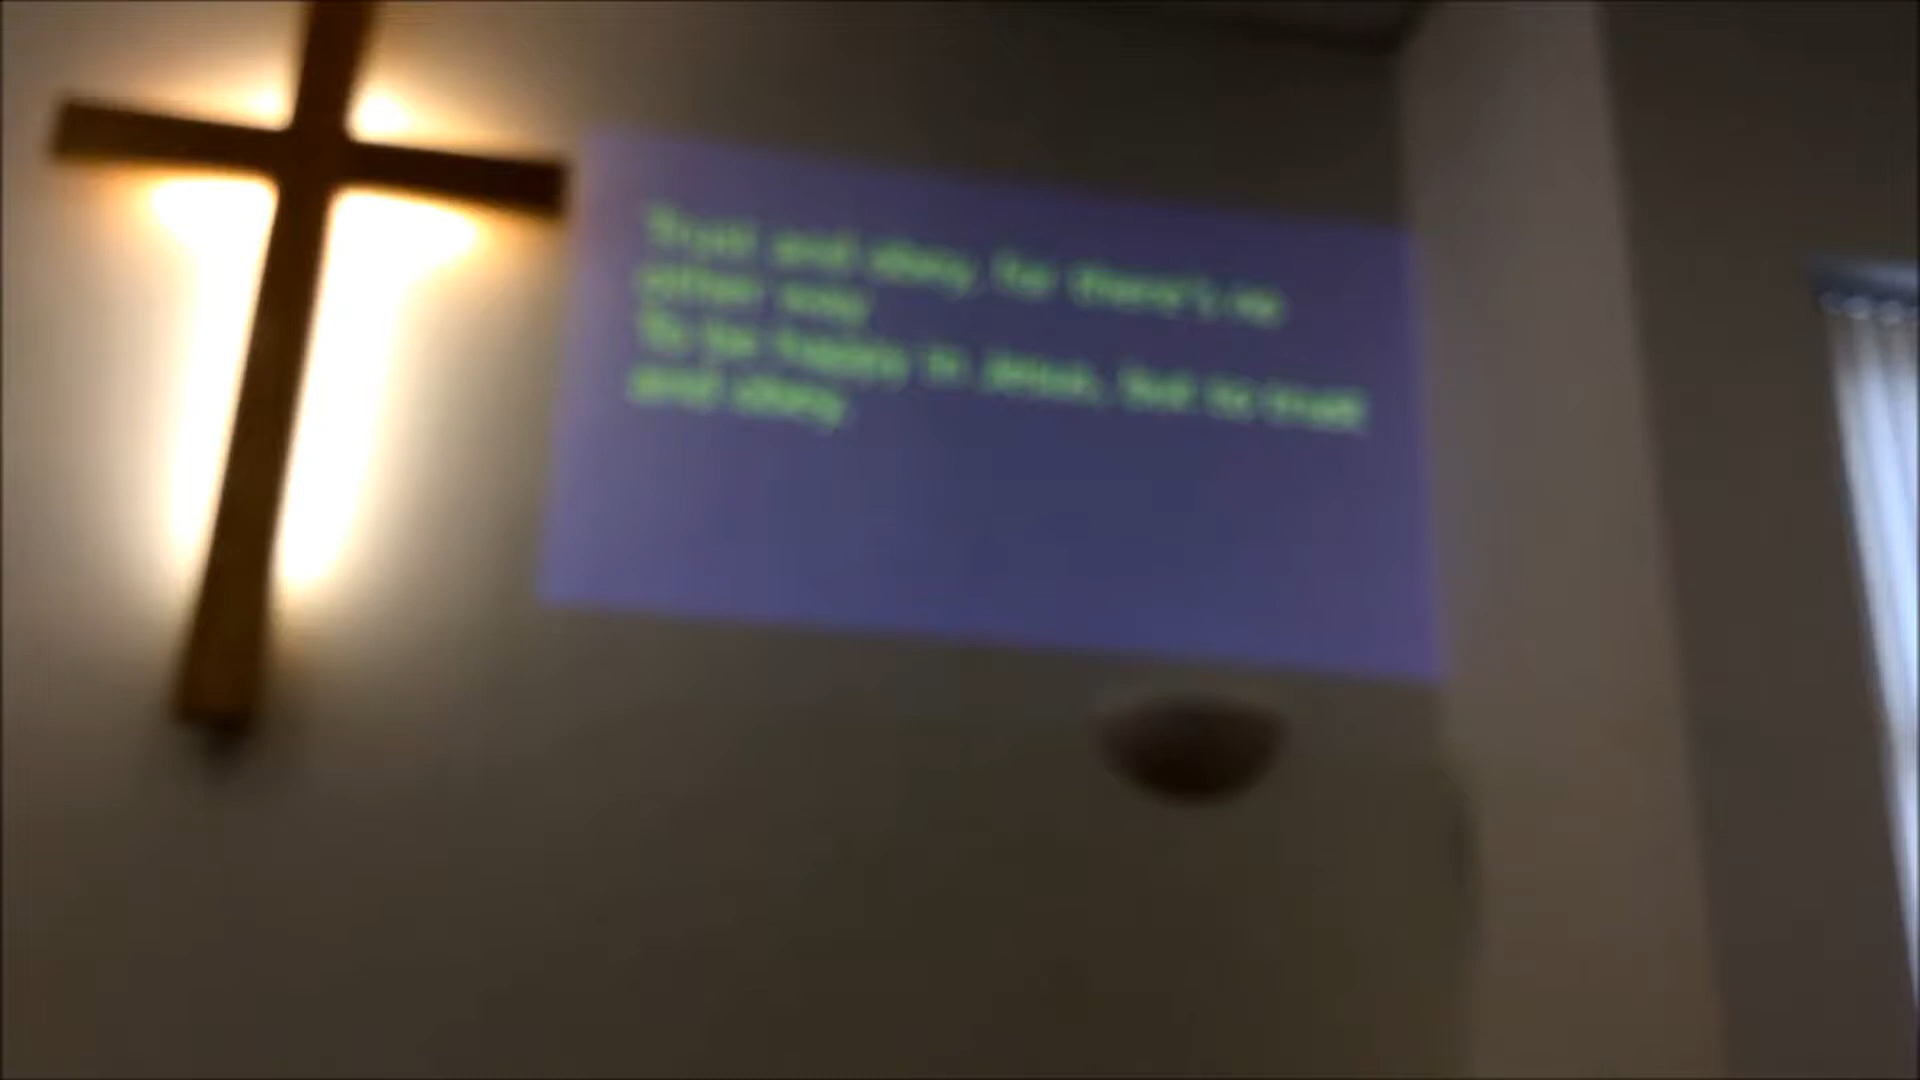 Trust and obey, for there's no
other way
To be happy in Jesus, but to trust
and obey.